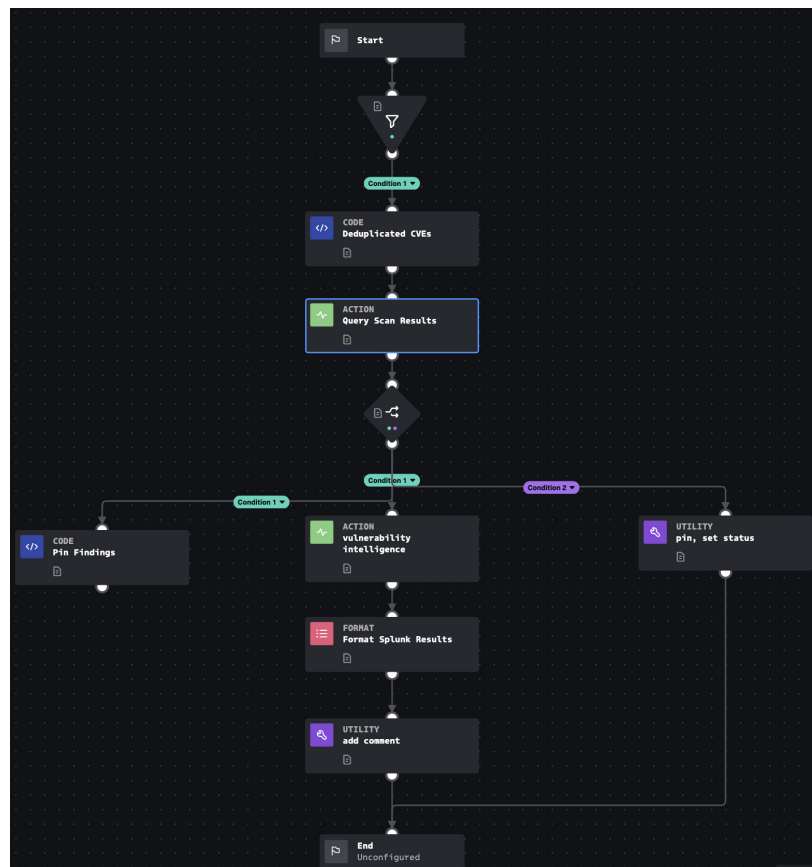 Start
Condition 1
CODE
Deduplicated CVEs
ACTION
Query Scan Results
Condition 1
Condition 2
Condition 1
CODE
Pin Findings
ACTION
vulnerability
intelligence
UTILITY
pin, set status
FORMAT
Format Splunk Results
UTILITY
add comment
End
Unconfigured